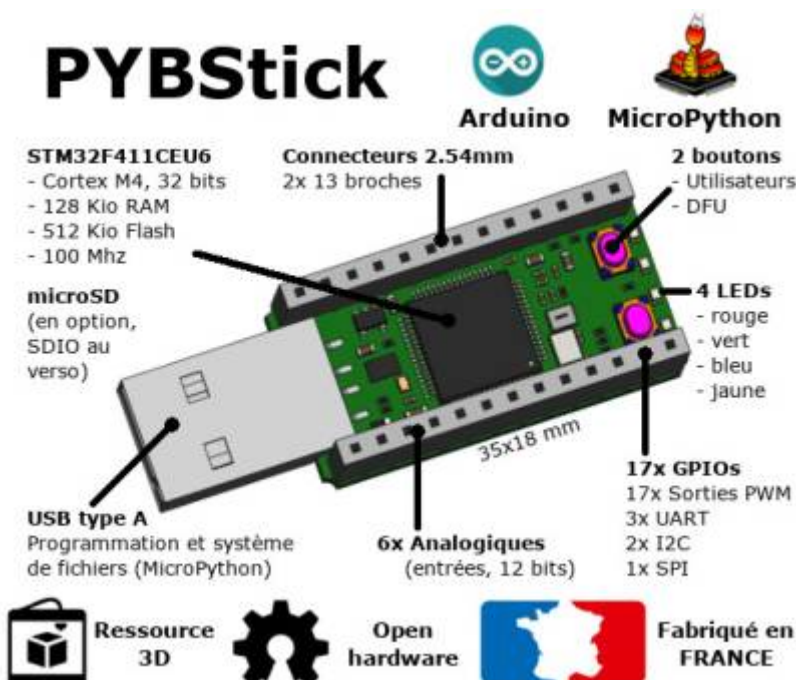 PYBStick
Arduino
MicroPython
STM32F411CEU6
- Cortex M4, 32 bits
- 128 Kio RAM
- 512 Kio Flash
- 100 Mhz
Connecteurs 2.54mm
2x 13 broches
2 boutons
- Utilisateurs
- DFU
microSD
(en option,
SDIO au
verso)
4 LEDs
- rouge
- vert
- bleu
- jaune
35x18 mm
USB type A
Programmation et système
de fichiers (MicroPython)
6x Analogiques
(entrées, 12 bits)
17x GPIOs
17x Sorties PWM
3x UART
2x I2C
1x SPI
Ressource
3D
Open
hardware
Fabriqué en
FRANCE